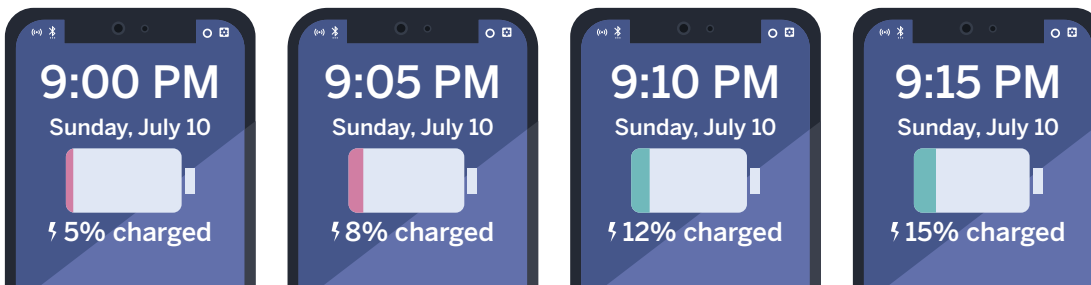 9:00 PM
Sunday, July 10
5% charged
9:05 PM
Sunday, July 10
8% charged
9:10 PM
Sunday, July 10
12% charged
9:15 PM
Sunday, July 10
15% charged